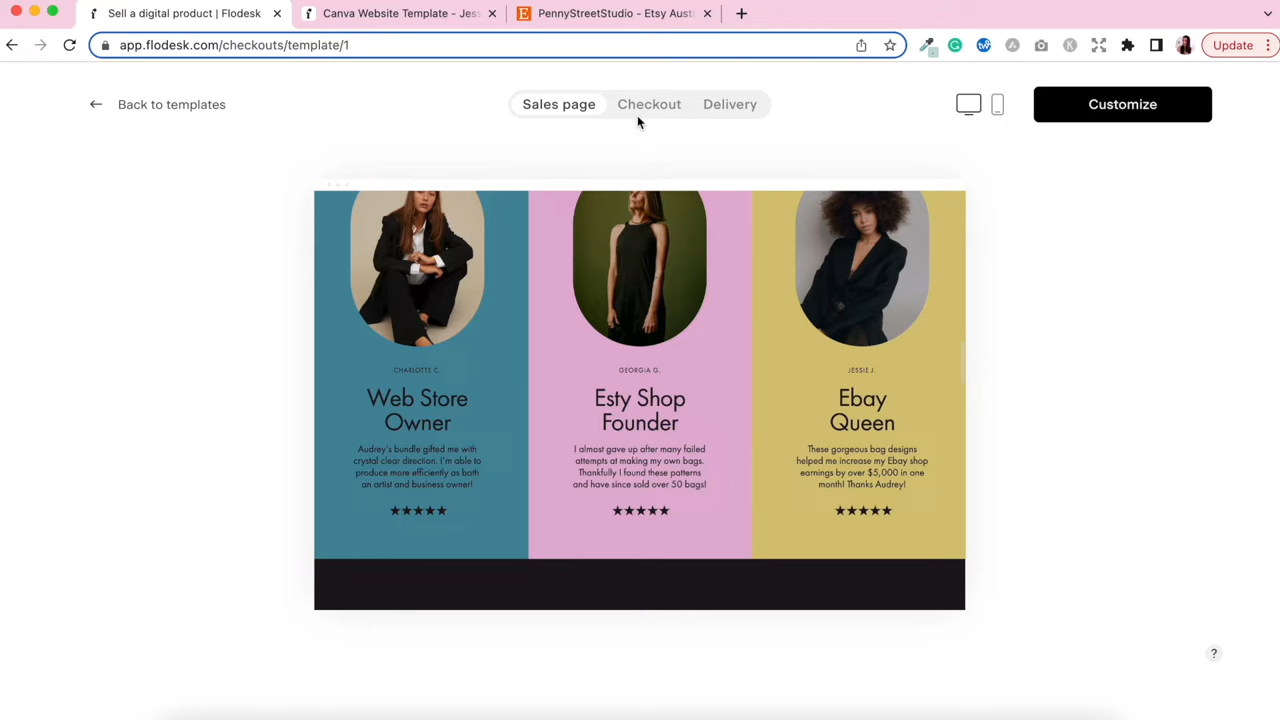 Sell a digital product | Flodesk
Canva Website Template - Jess
PennyStreetStudio - Etsy Austr
app.flodesk.com/checkouts/template/1
Update
Back to templates
Sales page
Checkout
Delivery
Customize
CHARLOTTE C.
Web Store
Owner
Audrey's bundle gifted me with
crystal clear direction. I'm able to
produce more efficiently as both
an artist and business owner!
★★★★★
GEORGIA G.
Esty Shop
Founder
I almost gave up after many failed
attempts at making my own bags.
Thankfully I found these patterns
and have since sold over 50 bags!
★★★★★
JESSIE J.
Ebay
Queen
These gorgeous bag designs
helped me increase my Ebay shop
earnings by over $5,000 in one
month! Thanks Audrey!
★★★★★
?